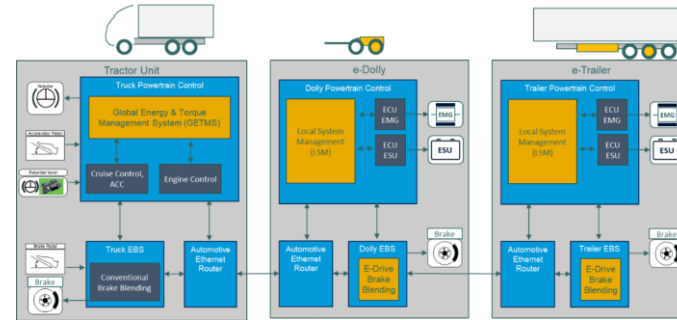 Tractor Unit
Truck Powertrain Control
Retarder
Global Energy & Torque
Management System (GETMS)
Accelerator Pedal
Cruise Control,
ACC
Engine Control
Retarder level
Truck EBS
Brake Pedal
Conventional
Brake Blending
Brake
Automotive
Ethernet
Router
e-Dolly
Dolly Powertrain Control
Local System
Management
(LSM)
ECU
EMG
EMG
ECU
ESU
ESU
Automotive
Ethernet
Router
Dolly EBS
E-Drive
Brake
Blending
Brake
e-Trailer
Trailer Powertrain Control
Local System
Management
(LSM)
ECU
EMG
EMG
ECU
ESU
ESU
Automotive
Ethernet
Router
Trailer EBS
E-Drive
Brake
Blending
Brake